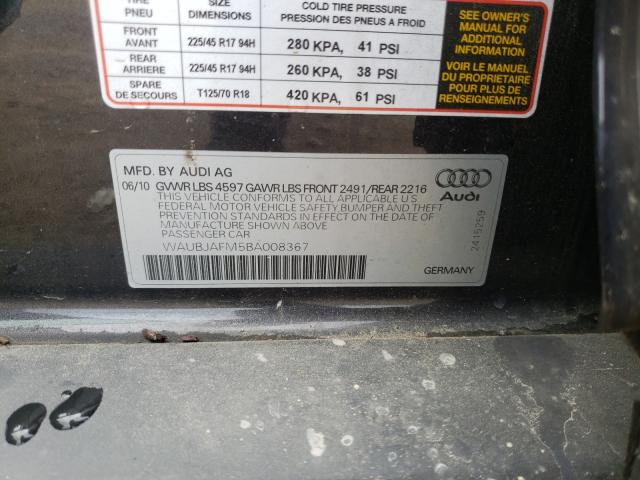 TIRE SIZE COLD TIRE PRESSURE
PNEU DIMENSIONS PRESSION DES PNEUS A FROID
FRONT
AVANT 225/45 R17 94H 280 KPA, 41 PSI
REAR
ARRIERE 225/45 R17 94H 260 KPA, 38 PSI
SPARE
DE SECOURS T125/70 R18 420 KPA, 61 PSI
SEE OWNER'S
MANUAL FOR
ADDITIONAL
INFORMATION
VOIR LE MANUEL
DU PROPRIETAIRE
POUR PLUS DE
RENSEIGNEMENTS
MFD. BY AUDI AG
06/10 GVWR LBS 4597 GAWR LBS FRONT 2491/REAR 2216
THIS VEHICLE CONFORMS TO ALL APPLICABLE U.S.
FEDERAL MOTOR VEHICLE SAFETY BUMPER AND THEFT
PREVENTION STANDARDS IN EFFECT ON THE DATE OF
MANUFACTURE SHOWN ABOVE
PASSENGER CAR
WAUBJAFM5BA008367
Audi
2415259
GERMANY